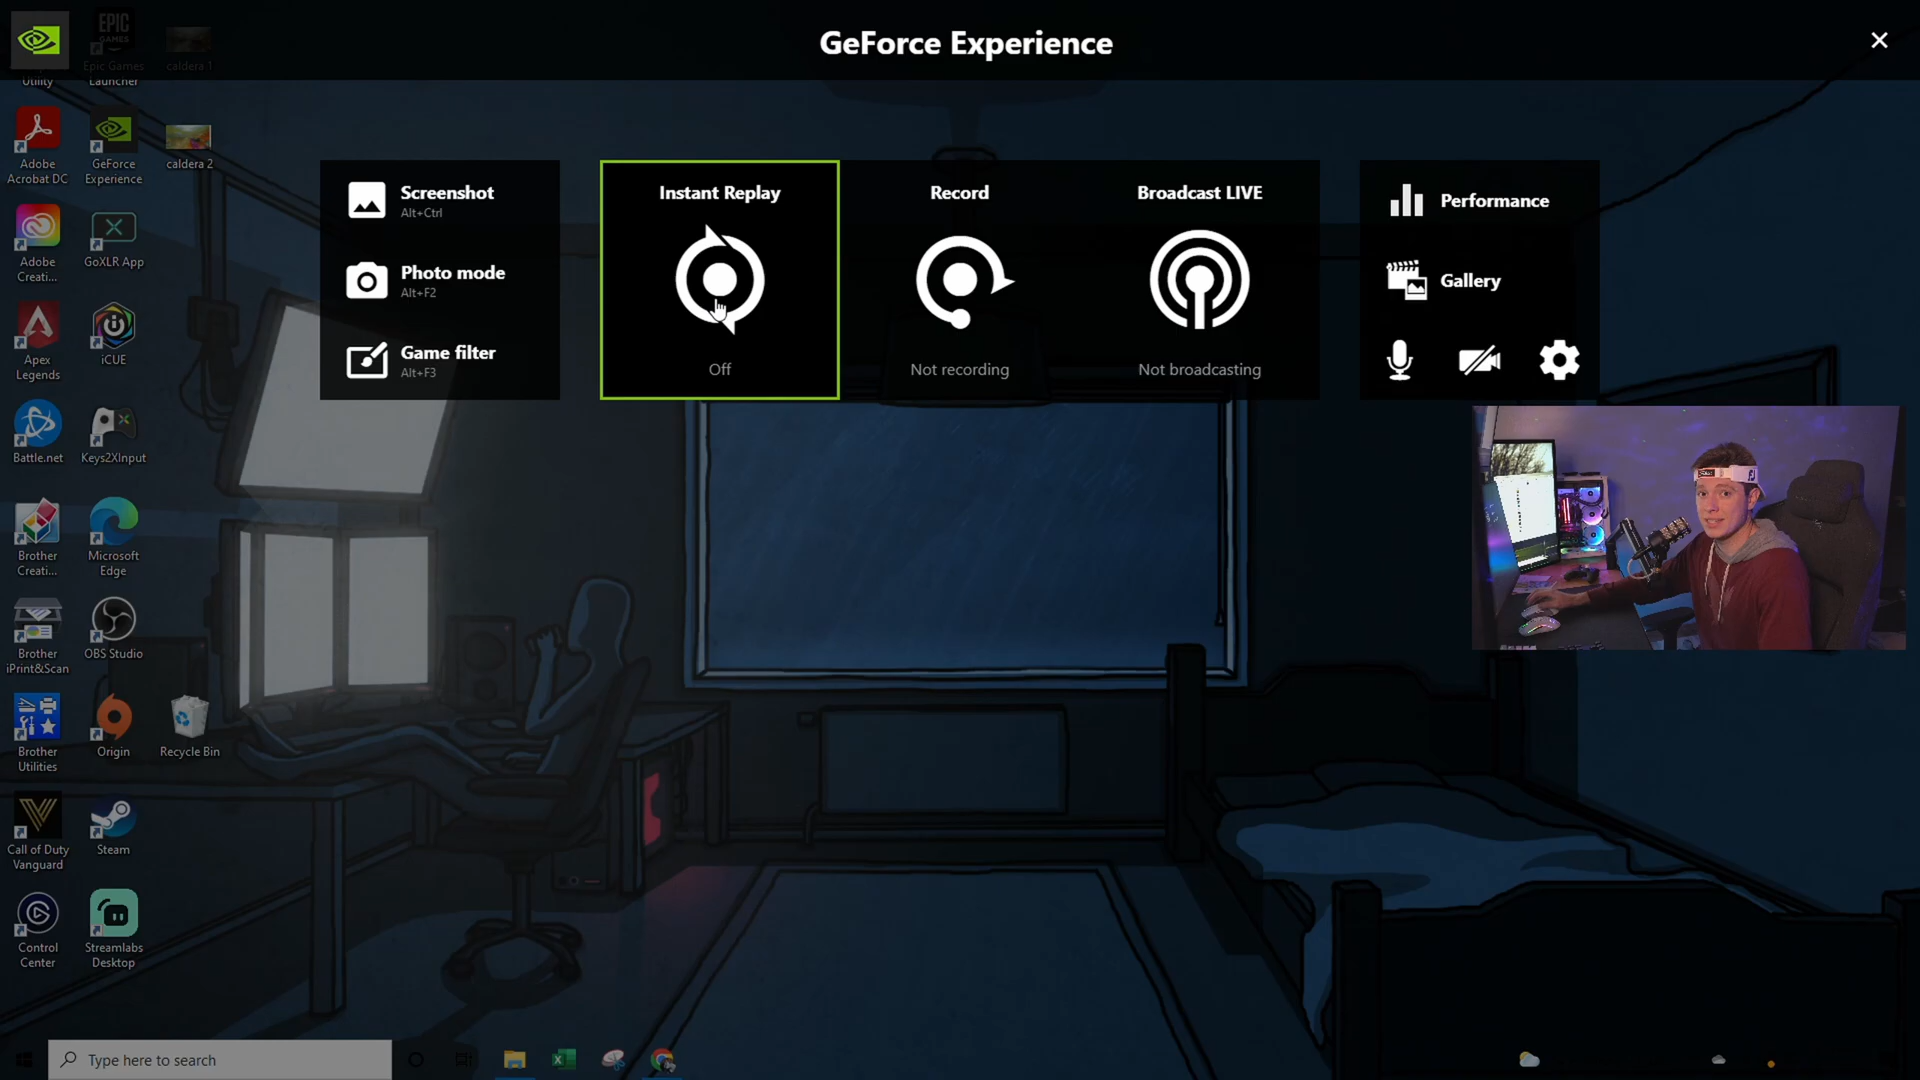 GeForce Experience
Utility
EPIC
GAMES
Epic Games
Launcher
caldera 1
Adobe
Acrobat DC
GeForce
Experience
caldera 2
Adobe
Creati...
GoXLR App
Apex
Legends
iCUE
Battle.net
Keys2XInput
Brother
Creati...
Microsoft
Edge
Brother
iPrint&Scan
OBS Studio
Brother
Utilities
Origin
Recycle Bin
Call of Duty
Vanguard
Steam
Control
Center
Streamlabs
Desktop
Screenshot
Alt+Ctrl
Photo mode
Alt+F2
Game filter
Alt+F3
Instant Replay
Off
Record
Not recording
Broadcast LIVE
Not broadcasting
Performance
Gallery
Type here to search